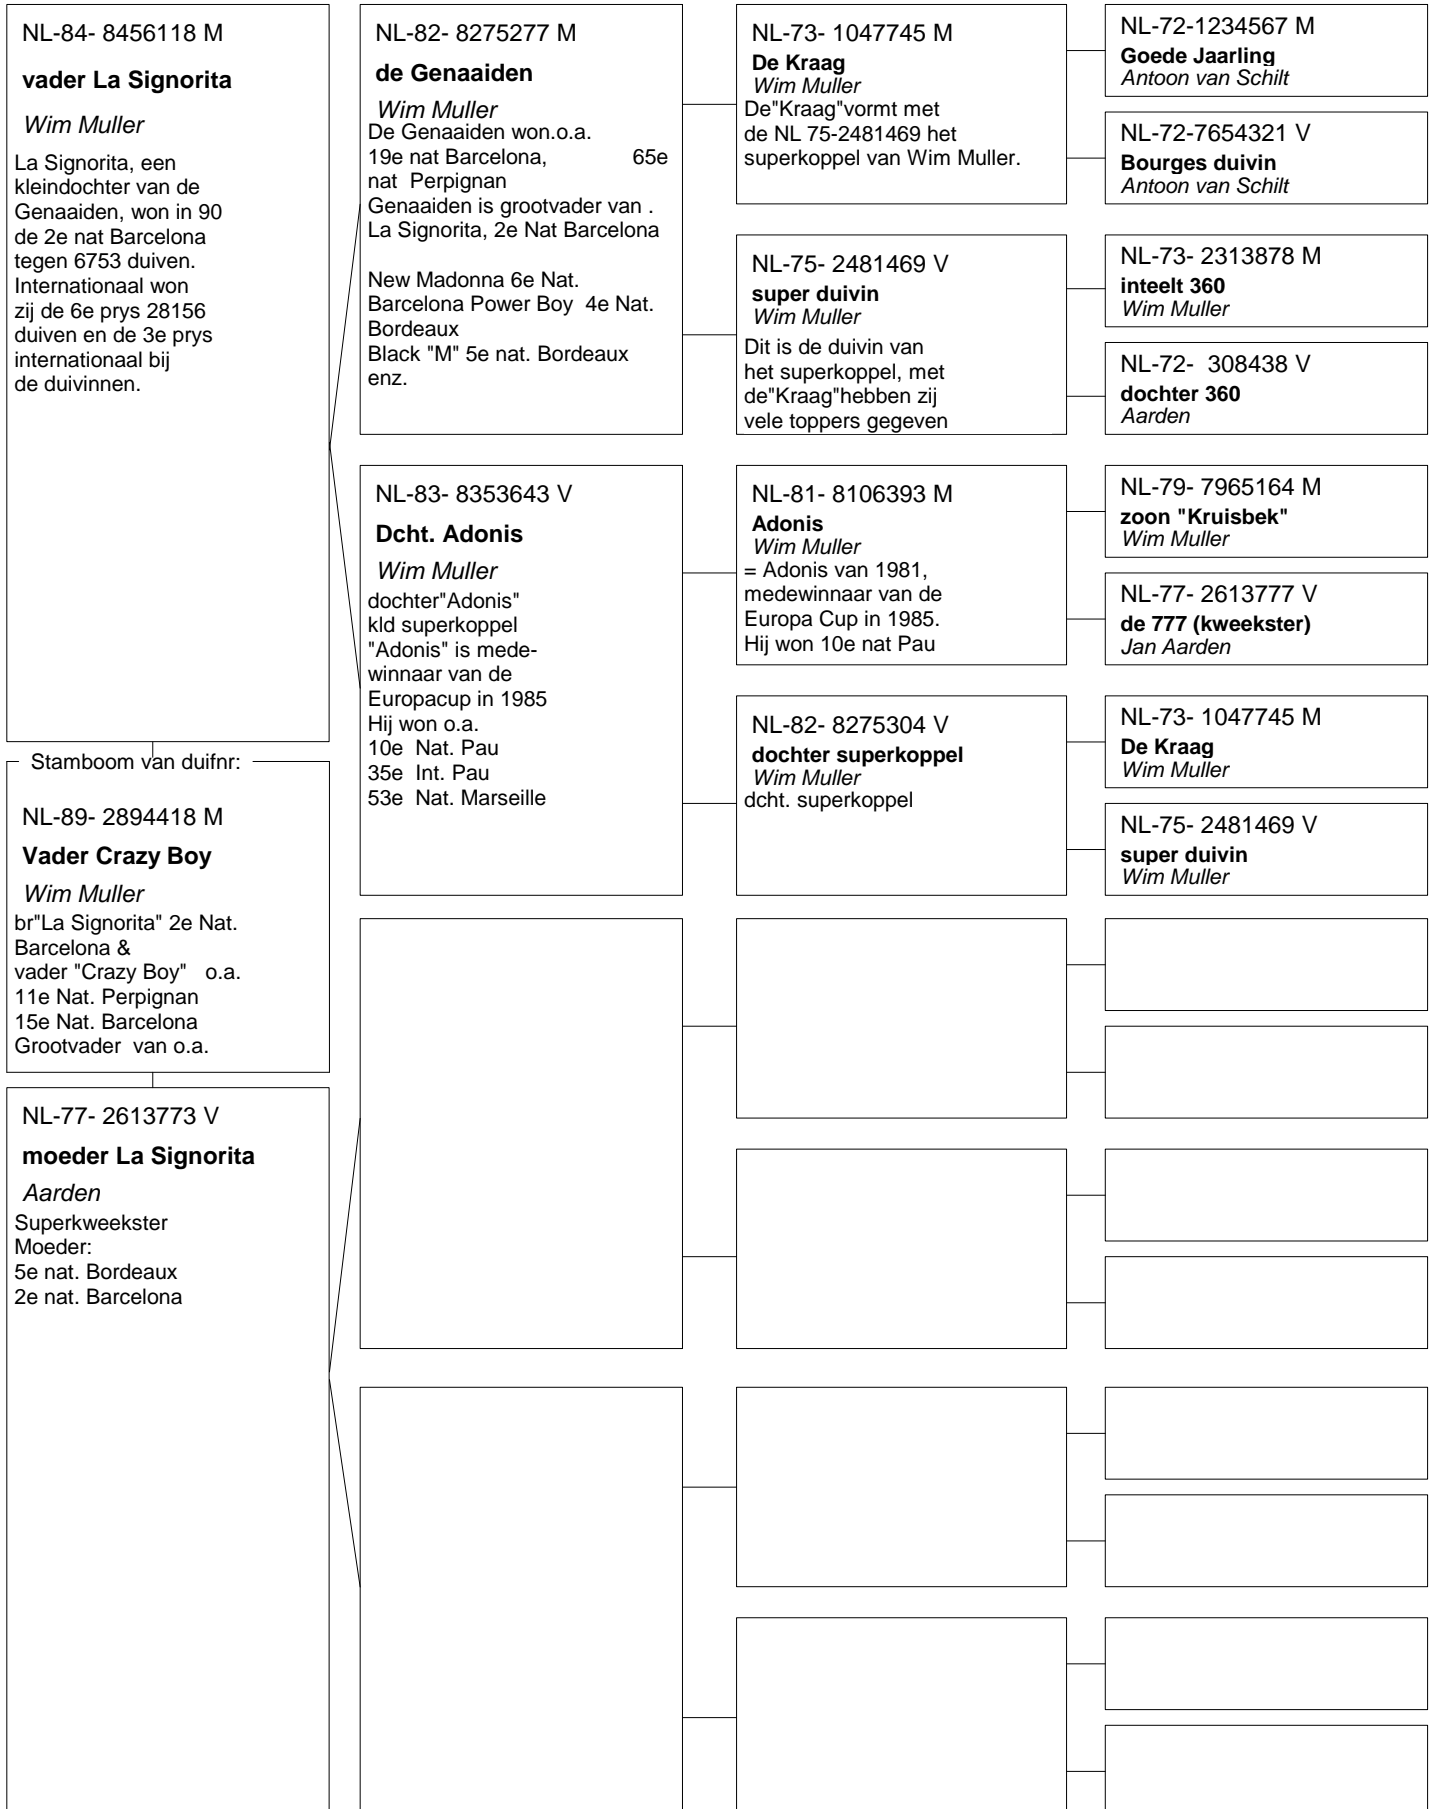 NL-84- 8456118 M
vader La Signorita
Wim Muller
La Signorita, een
kleindochter van de
Genaaiden, won in 90
de 2e nat Barcelona
tegen 6753 duiven.
Internationaal won
zij de 6e prys 28156
duiven en de 3e prys
internationaal bij
de duivinnen.
Stamboom van duifnr:
NL-89- 2894418 M
Vader Crazy Boy
Wim Muller
br"La Signorita" 2e Nat.
Barcelona &
vader "Crazy Boy" o.a.
11e Nat. Perpignan
15e Nat. Barcelona
Grootvader van o.a.
NL-77- 2613773 V
moeder La Signorita
Aarden
Superkweekster
Moeder:
5e nat. Bordeaux
2e nat. Barcelona
NL-82- 8275277 M
de Genaaiden
Wim Muller
De Genaaiden won.o.a.
19e nat Barcelona, 65e
nat Perpignan
Genaaiden is grootvader van .
La Signorita, 2e Nat Barcelona
New Madonna 6e Nat.
Barcelona Power Boy 4e Nat.
Bordeaux
Black "M" 5e nat. Bordeaux
enz.
NL-83- 8353643 V
Dcht. Adonis
Wim Muller
dochter"Adonis"
kld superkoppel
"Adonis" is mede-
winnaar van de
Europacup in 1985
Hij won o.a.
10e Nat. Pau
35e Int. Pau
53e Nat. Marseille
NL-73- 1047745 M
De Kraag
Wim Muller
De"Kraag"vormt met
de NL 75-2481469 het
superkoppel van Wim Muller.
NL-75- 2481469 V
super duivin
Wim Muller
Dit is de duivin van
het superkoppel, met
de"Kraag"hebben zij
vele toppers gegeven
NL-81- 8106393 M
Adonis
Wim Muller
= Adonis van 1981,
medewinnaar van de
Europa Cup in 1985.
Hij won 10e nat Pau
NL-82- 8275304 V
dochter superkoppel
Wim Muller
dcht. superkoppel
NL-72-1234567 M
Goede Jaarling
Antoon van Schilt
NL-72-7654321 V
Bourges duivin
Antoon van Schilt
NL-73- 2313878 M
inteelt 360
Wim Muller
NL-72- 308438 V
dochter 360
Aarden
NL-79- 7965164 M
zoon "Kruisbek"
Wim Muller
NL-77- 2613777 V
de 777 (kweekster)
Jan Aarden
NL-73- 1047745 M
De Kraag
Wim Muller
NL-75- 2481469 V
super duivin
Wim Muller